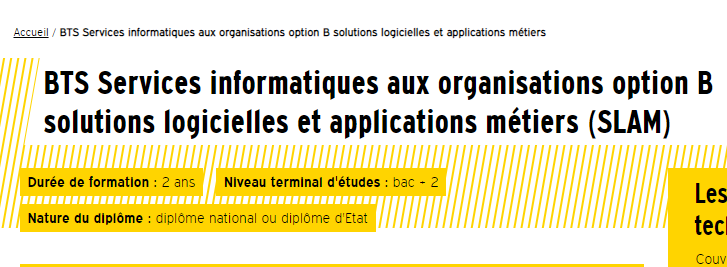 Accueil / BTS Services informatiques aux organisations option B solutions logicielles et applications métiers
BTS Services informatiques aux organisations option B
solutions logicielles et applications métiers (SLAM)
Durée de formation : 2 ans Niveau terminal d'études : bac + 2
Nature du diplôme : diplôme national ou diplôme d'Etat
Les
tec
Couv